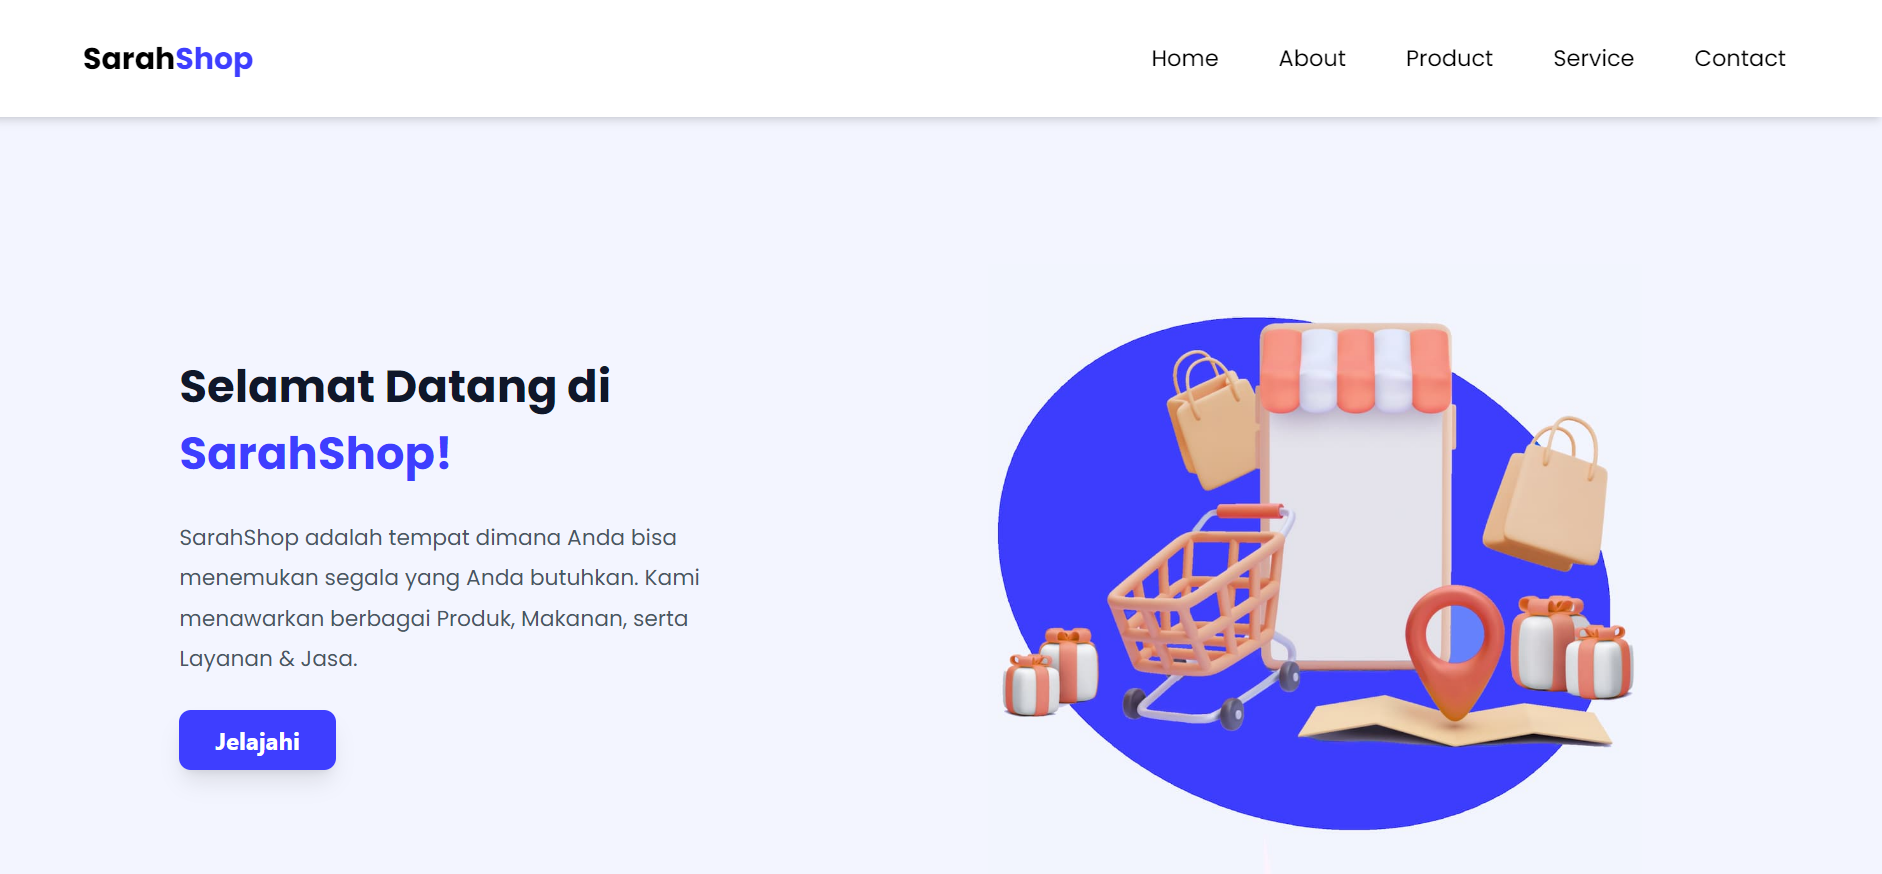 SarahShop
Home About Product Service Contact
Selamat Datang di
SarahShop!
SarahShop adalah tempat dimana Anda bisa
menemukan segala yang Anda butuhkan. Kami
menawarkan berbagai Produk, Makanan, serta
Layanan & Jasa.
Jelajahi